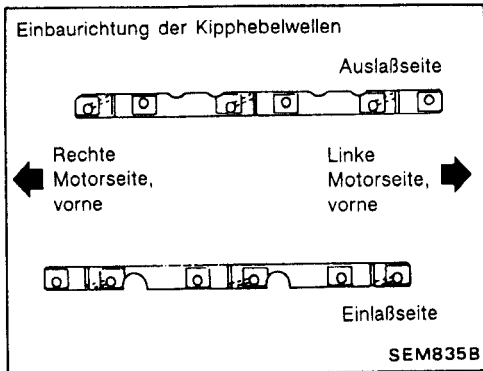 Einbaurichtung der Kipphebelwellen
Auslaßseite
Rechte
Motorseite,
vorne
Linke
Motorseite,
vorne
Einlaßseite
SEM835B